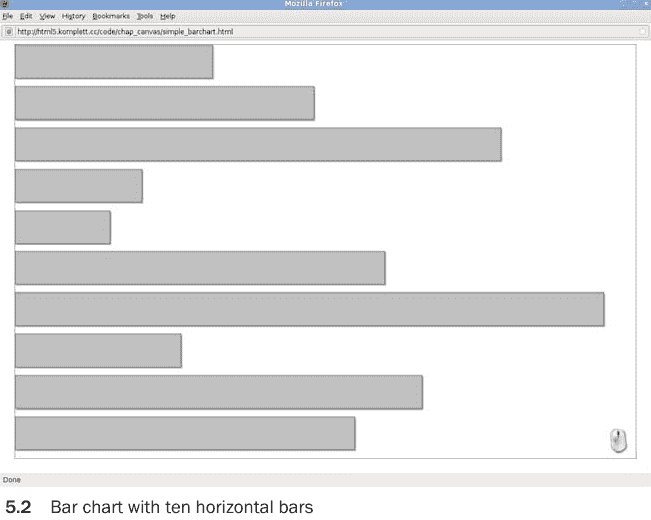 Mozilla Firefox
File Edit View History Bookmarks Tools Help
http://html5.komplett.cc/code/chap_canvas/simple_barchart.html
Done
5.2 Bar chart with ten horizontal bars